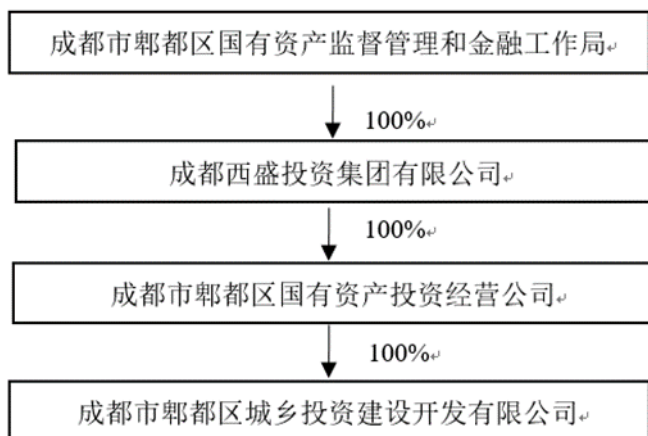 成都市郫都区国有资产监督管理和金融工作局
100%
成都西盛投资集团有限公司
100%
成都市郫都区国有资产投资经营公司
100%
成都市郫都区城乡投资建设开发有限公司